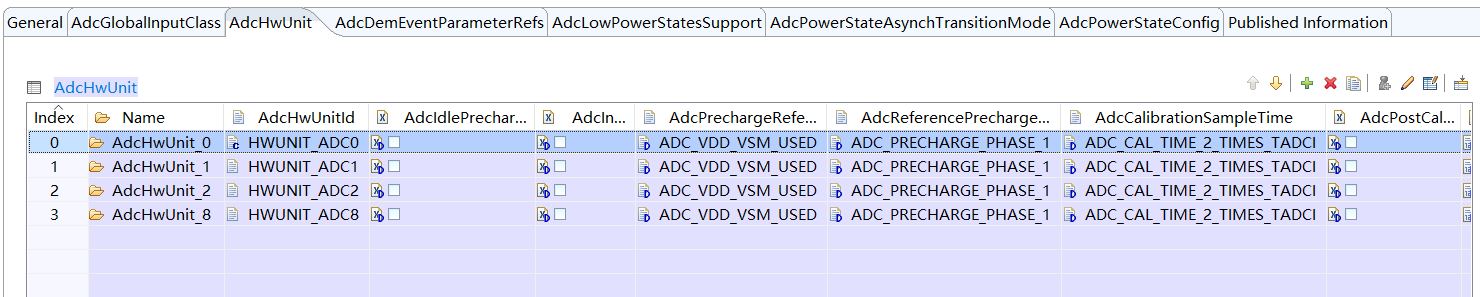 General AdcGlobalInputClass AdcHwUnit AdcDemEventParameterRefs AdcLowPowerStatesSupport AdcPowerStateAsynchTransitionMode AdcPowerStateConfig Published Information
AdcHwUnit
Index Name AdcHwUnitId AdcIdlePrechar... AdcIn... AdcPrechargeRefe... AdcReferencePrecharge... AdcCalibrationSampleTime AdcPostCal...
0 AdcHwUnit_0 HWUNIT_ADC0 ADC_VDD_VSM_USED ADC_PRECHARGE_PHASE_1 ADC_CAL_TIME_2_TIMES_TADCI
1 AdcHwUnit_1 HWUNIT_ADC1 ADC_VDD_VSM_USED ADC_PRECHARGE_PHASE_1 ADC_CAL_TIME_2_TIMES_TADCI
2 AdcHwUnit_2 HWUNIT_ADC2 ADC_VDD_VSM_USED ADC_PRECHARGE_PHASE_1 ADC_CAL_TIME_2_TIMES_TADCI
3 AdcHwUnit_8 HWUNIT_ADC8 ADC_VDD_VSM_USED ADC_PRECHARGE_PHASE_1 ADC_CAL_TIME_2_TIMES_TADCI